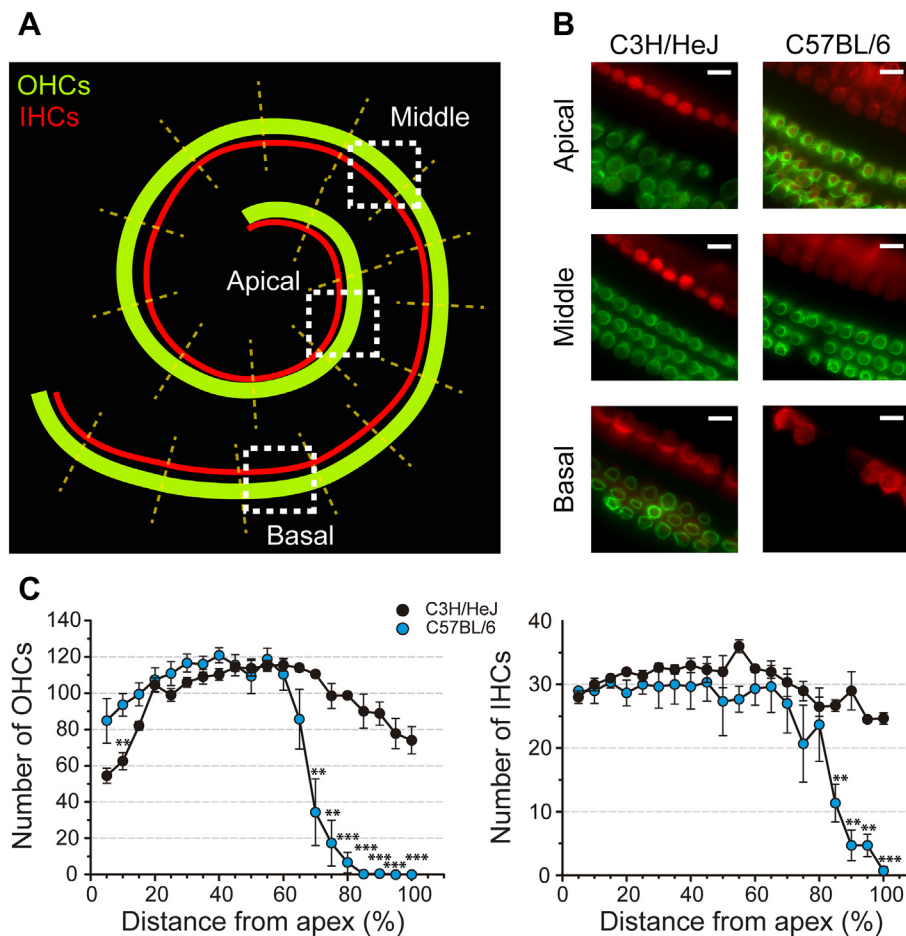 A
OHCs
IHCs
Middle
Apical
Basal
B
C3H/HeJ
C57BL/6
Apical
Middle
Basal
C
C3H/HeJ
C57BL/6
Number of OHCs
140
120
100
80
60
40
20
0
**
**
**
***
***
***
***
***
0
20
40
60
80
100
Distance from apex (%)
Number of IHCs
40
30
20
10
0
**
**
**
***
0
20
40
60
80
100
Distance from apex (%)